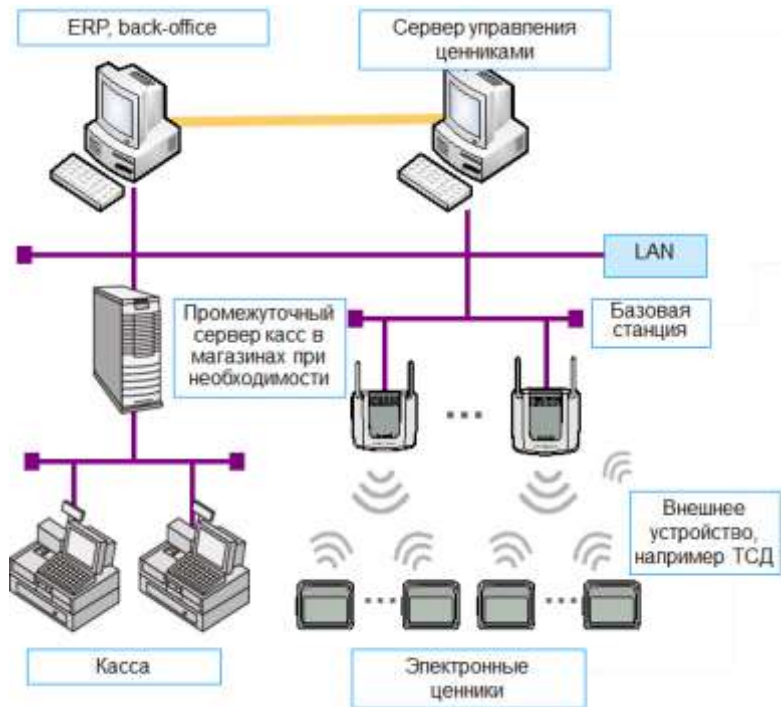 ERP, back-office
Сервер управления
ценниками
LAN
Промежуточный
сервер касс в
магазинах при
необходимости
Базовая
станция
Внешнее
устройство,
например ТСД
Касса
Электронные
ценники